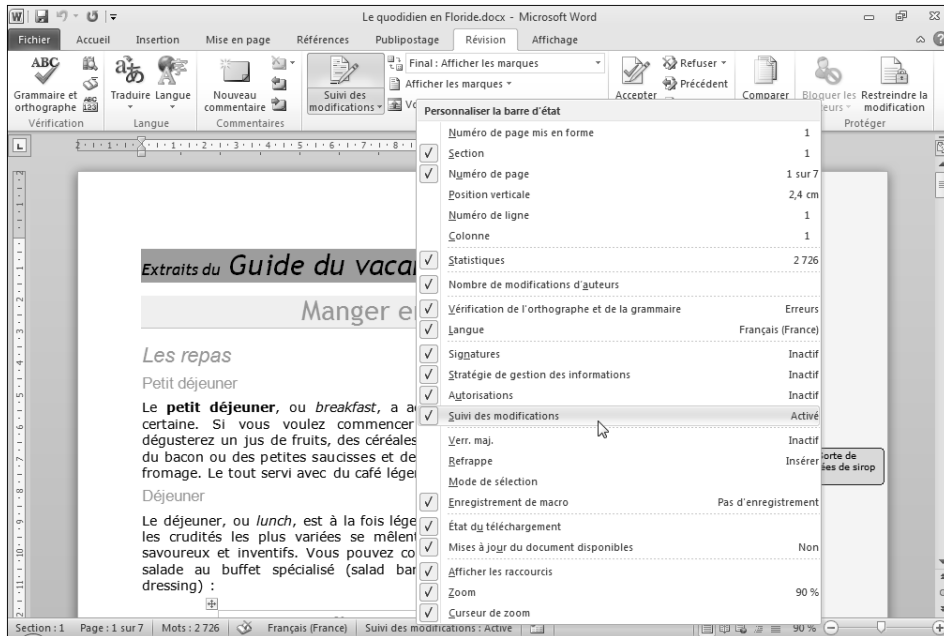 Le quodidien en Floride.docx - Microsoft Word
Fichier Accueil Insertion Mise en page Références Publipostage Révision Affichage
ABC
Grammaire et orthographe
ABC 123
Vérification
Traduire Langue
Langue
Nouveau commentaire
Commentaires
Suivi des modifications
Final : Afficher les marques
Afficher les marques
Accepter
Refuser
Précédent
Comparer
Bloquer les
Restreindre la modification
Protéger
Personnaliser la barre d'état
Numéro de page mis en forme 1
Section 1
Numéro de page 1 sur 7
Position verticale 2,4 cm
Numéro de ligne 1
Colonne 1
Statistiques 2 726
Nombre de modifications d'auteurs
Vérification de l'orthographe et de la grammaire Erreurs
Langue Français (France)
Signatures Inactif
Stratégie de gestion des informations Inactif
Autorisations Inactif
Suivi des modifications Activé
Verr. maj. Inactif
Refrappe Insérer
Mode de sélection
Enregistrement de macro Pas d'enregistrement
État du téléchargement
Mises à jour du document disponibles Non
Afficher les raccourcis
Zoom 90 %
Curseur de zoom
Extraits du Guide du vaca
Manger e
Les repas
Petit déjeuner
Le petit déjeuner, ou breakfast, a a
certaine. Si vous voulez commencer
dégusterez un jus de fruits, des céréales
du bacon ou des petites saucisses et de
fromage. Le tout servi avec du café lége
Déjeuner
Le déjeuner, ou lunch, est à la fois lége
les crudités les plus variées se mêlent
savoureux et inventifs. Vous pouvez co
salade au buffet spécialisé (salad bar
dressing) :
orte de
ées de sirop
Section : 1 Page : 1 sur 7 Mots : 2 726 Français (France) Suivi des modifications : Activé 90 %